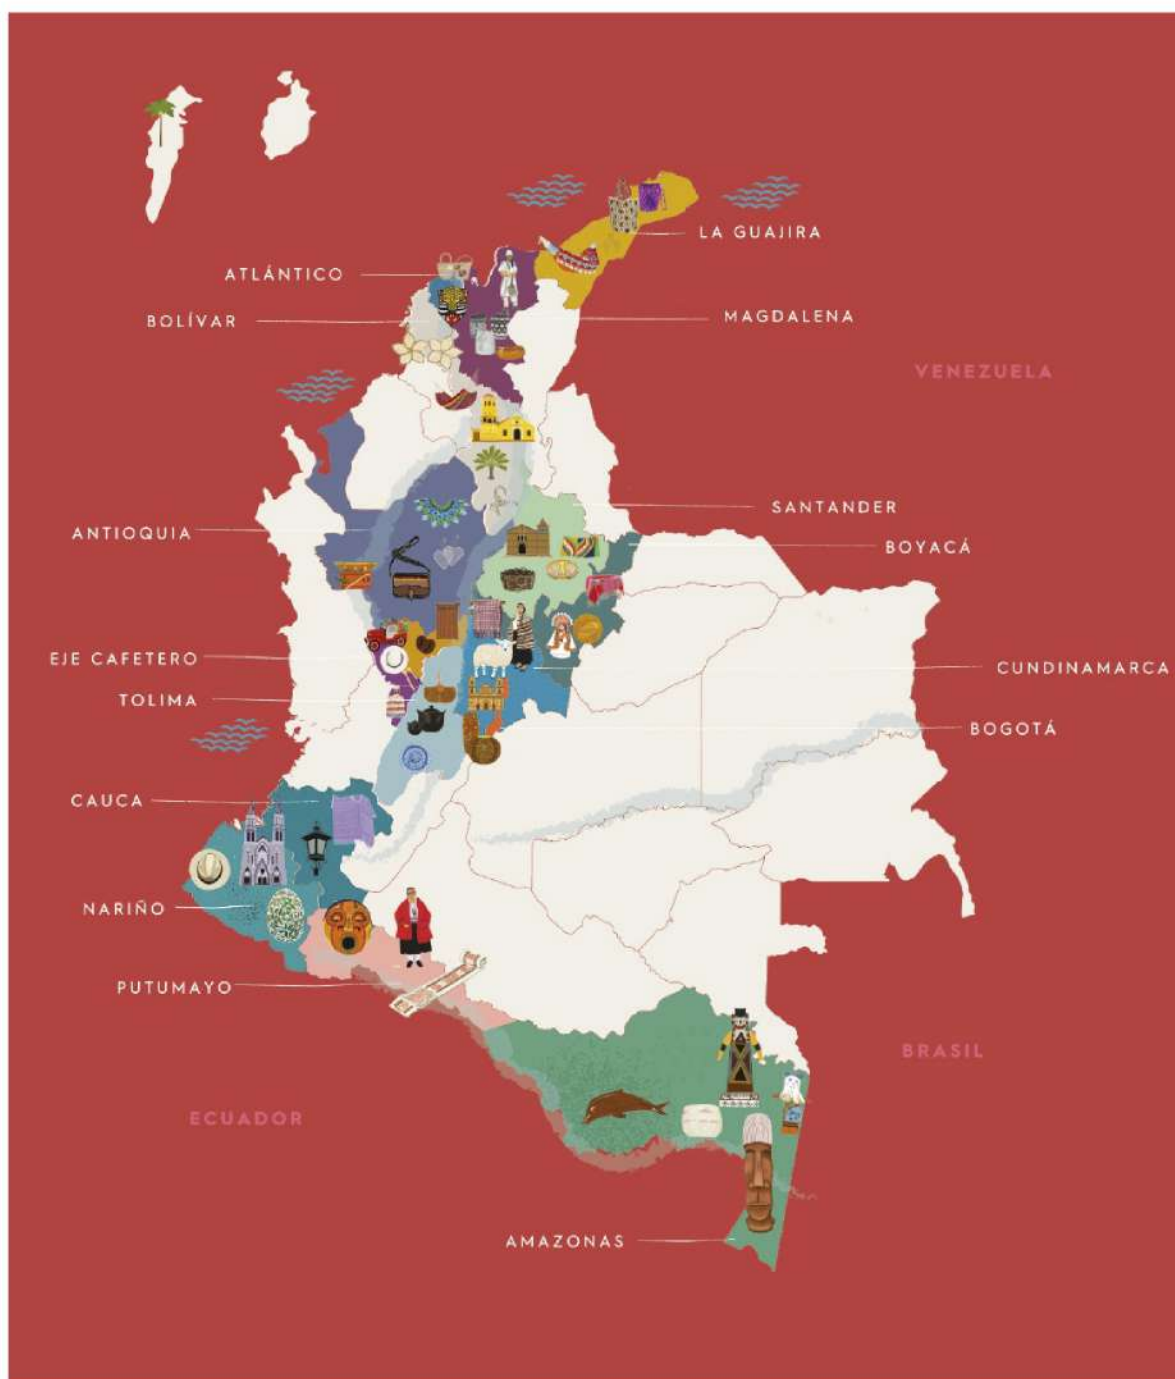 LA GUAJIRA
ATLÁNTICO
BOLÍVAR
MAGDALENA
VENEZUELA
SANTANDER
ANTIOQUIA
BOYACÁ
EJE CAFETERO
CUNDINAMARCA
TOLIMA
BOGOTÁ
CAUCA
NARIÑO
PUTUMAYO
BRASIL
ECUADOR
AMAZONAS